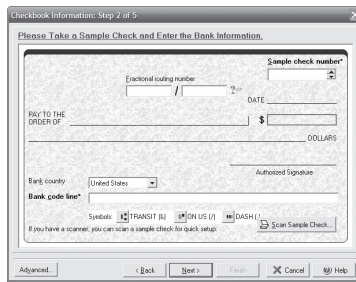 Checkbook Information: Step 2 of 5
Please Take a Sample Check and Enter the Bank Information.
Sample check number*
Fractional routing number
/
DATE
PAY TO THE
ORDER OF
$
DOLLARS
Authorized Signature
Bank country
United States
Bank code line*
Symbols: TRANSIT (&) ON US (/) DASH (
If you have a scanner, you can scan a sample check for quick setup.
Scan Sample Check...
Advanced... < Back Next > Finish Cancel Help